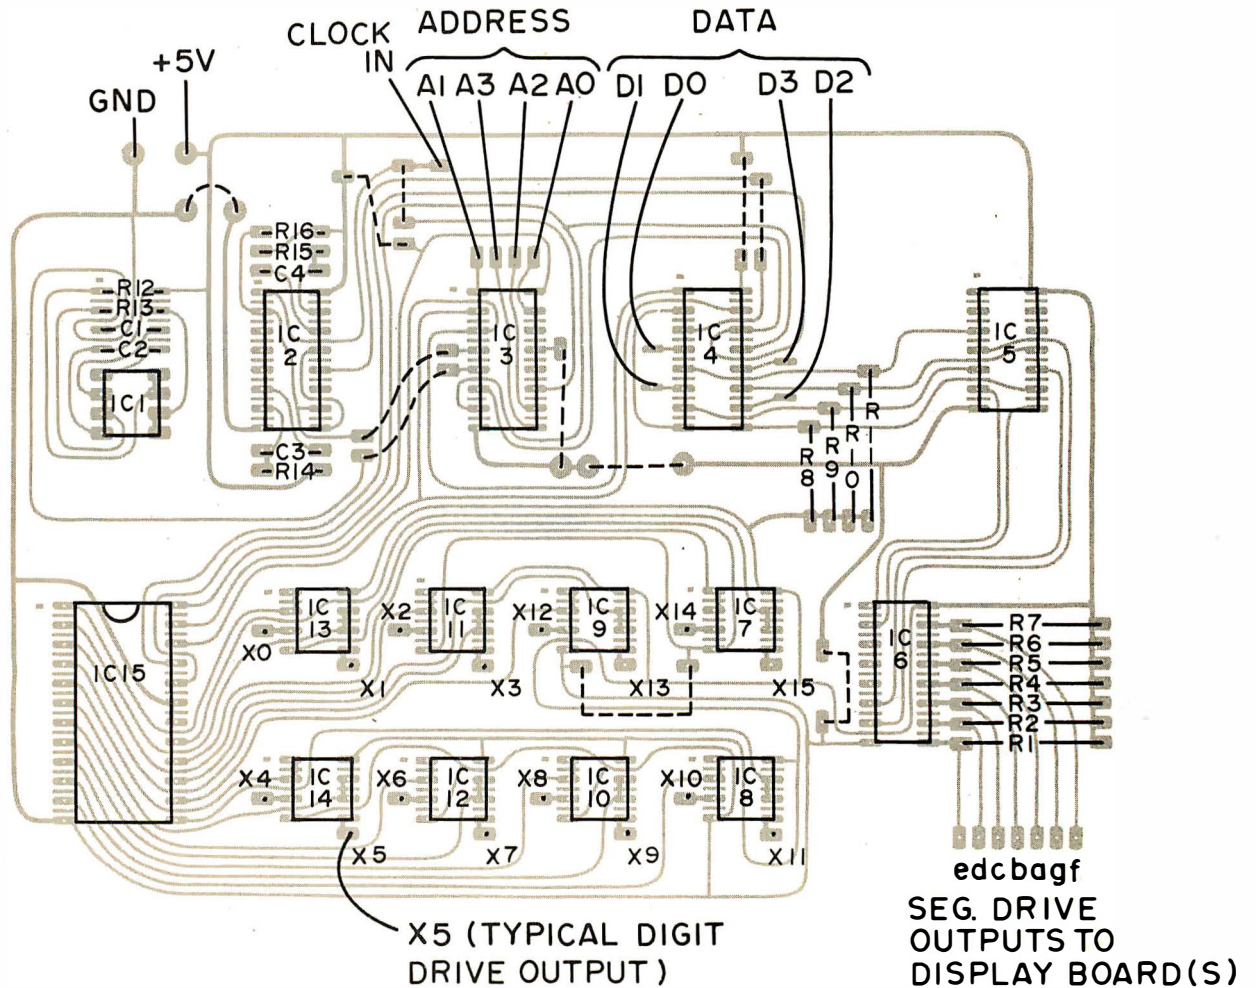 ADDRESS
DATA
CLOCK
IN
+5V
GND
A1 A3 A2 A0
D1 D0
D3 D2
R16
R15
C4
R12
R13
C1
C2
IC1
IC
2
IC
3
IC
4
IC
5
C3
R14
R
8
R
9
R
1
0
R
IC15
IC
13
IC
11
IC
9
IC
7
IC
6
X0
X2
X12
X14
X1
X3
X13
X15
R7
R6
R5
R4
R3
R2
R1
X4
IC
14
X6
IC
12
X8
IC
10
X10
IC
8
X5
X7
X9
X11
edcbagf
X5 (TYPICAL DIGIT
DRIVE OUTPUT)
SEG. DRIVE
OUTPUTS TO
DISPLAY BOARD(S)